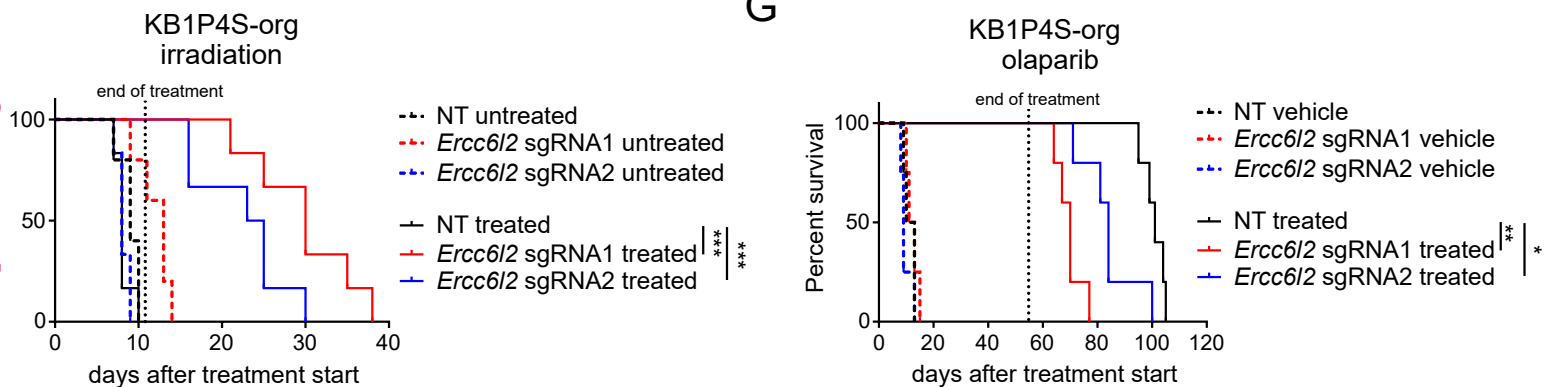 KB1P4S-org
irradiation
end of treatment
100
50
0
0 10 20 30 40
days after treatment start
NT untreated
Ercc6l2 sgRNA1 untreated
Ercc6l2 sgRNA2 untreated
NT treated
Ercc6l2 sgRNA1 treated
Ercc6l2 sgRNA2 treated
***
***
G
KB1P4S-org
olaparib
end of treatment
Percent survival
100
50
0
0 20 40 60 80 100 120
days after treatment start
NT vehicle
Ercc6l2 sgRNA1 vehicle
Ercc6l2 sgRNA2 vehicle
NT treated
Ercc6l2 sgRNA1 treated
Ercc6l2 sgRNA2 treated
**
*